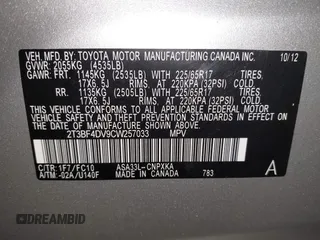 VEH. MFD BY: TOYOTA MOTOR MANUFACTURING CANADA INC. 10/12
GVWR: 2055KG (4535LB)
GAWR: FRT. 1145KG (2535LB) WITH 225/65R17 TIRES,
17X6.5J RIMS AT 220KPA (32PSI) COLD
RR. 1135KG (2505LB) WITH 225/65R17 TIRES,
17X6.5J RIMS AT 220KPA (32PSI) COLD
THIS VEHICLE CONFORMS TO ALL APPLICABLE FEDERAL MOTOR
VEHICLE SAFETY STANDARDS IN EFFECT ON THE DATE OF
MANUFACTURE SHOWN ABOVE.
2T3BF4DV9CW257033 MPV
C/TR:1F7/FC10 ASA33L-CNPXKA A
A/TM:-02A/U140F MADE IN CANADA 783
DREAMBID